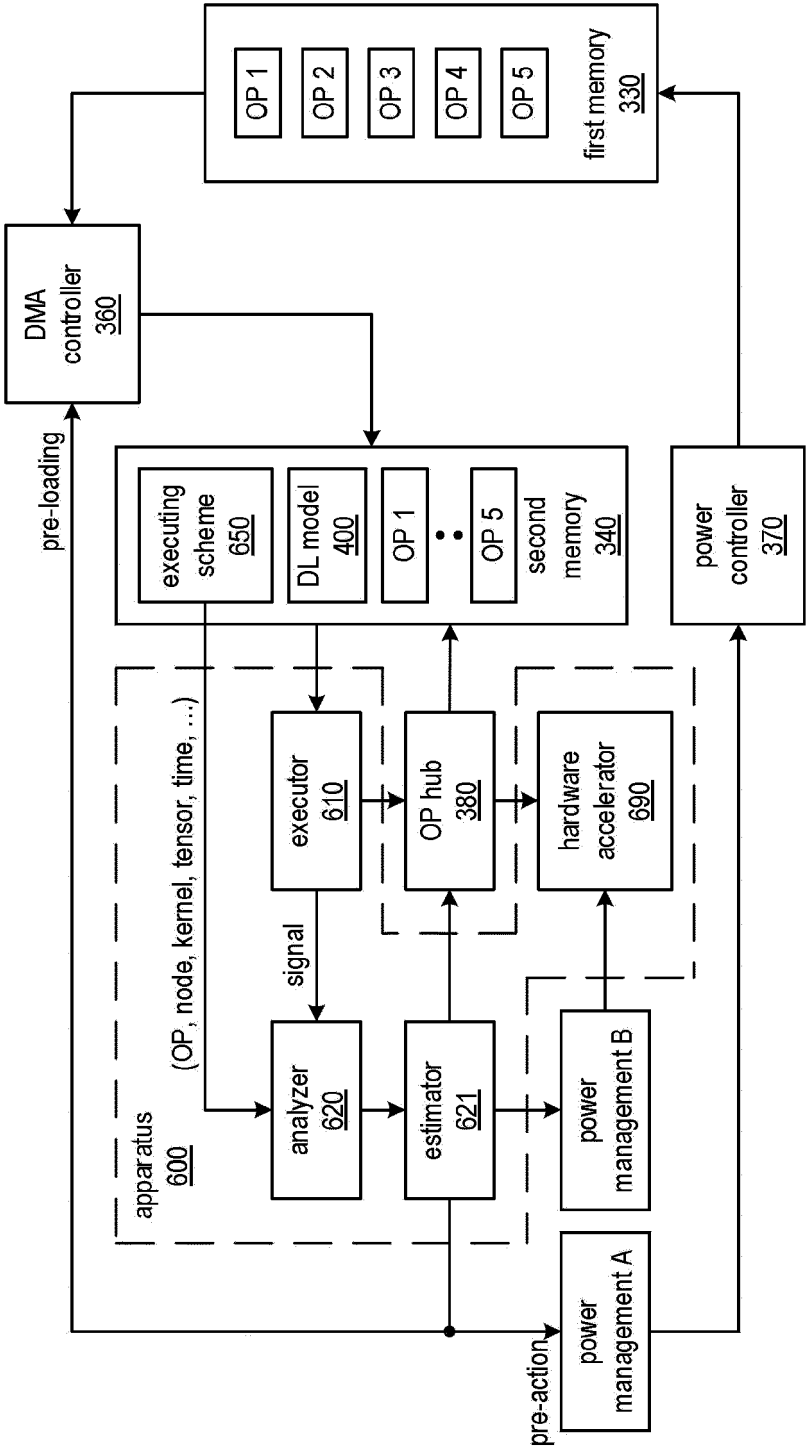 pre-loading
DMA
controller
360
apparatus
600
(OP, node, kernel, tensor, time, ...)
executing
scheme
650
DL model
400
OP 1
OP 5
second
memory
340
OP 1
OP 2
OP 3
OP 4
OP 5
first memory
330
analyzer
620
signal
executor
610
estimator
621
OP hub
380
hardware
accelerator
690
pre-action
power
management A
power
management B
power
controller
370